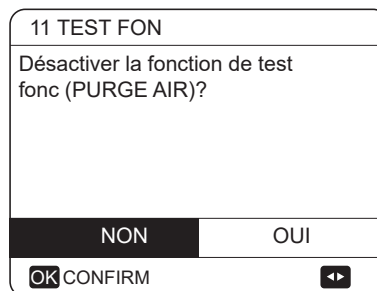 11 TEST FON
Désactiver la fonction de test
fonc (PURGE AIR)?
NON OUI
OK CONFIRM